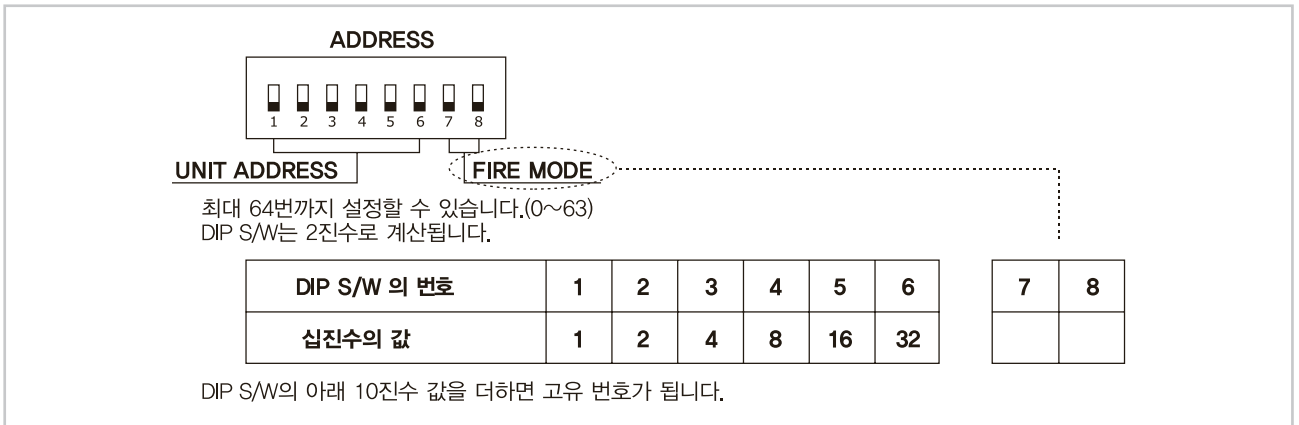 ADDRESS
1 2 3 4 5 6 7 8
UNIT ADDRESS FIRE MODE
최대 64번까지 설정할 수 있습니다.(0~63)
DIP S/W는 2진수로 계산됩니다.
DIP S/W 의 번호 1 2 3 4 5 6 7 8
십진수의 값 1 2 4 8 16 32
DIP S/W의 아래 10진수 값을 더하면 고유 번호가 됩니다.